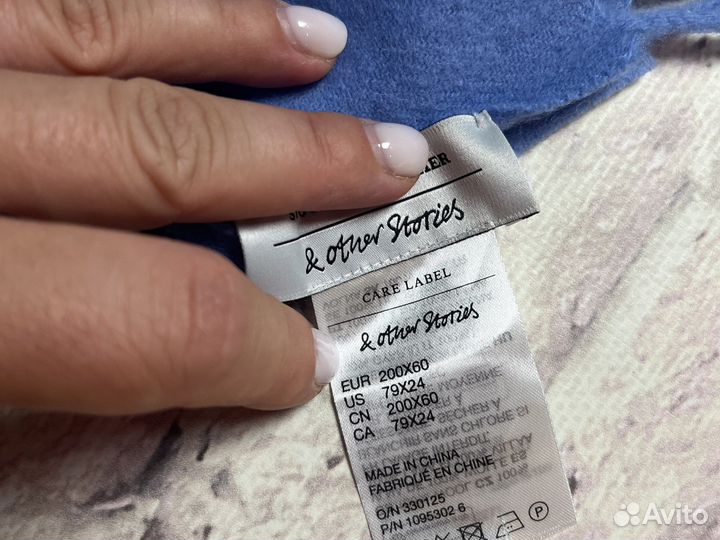 & other Stories
CARE LABEL
& other Stories
EUR 200X60
US 79X24
CN 200X60
CA 79X24
MADE IN CHINA
FABRIQUÉ EN CHINE
O/N 330125
P/N 1095302 6
Avito